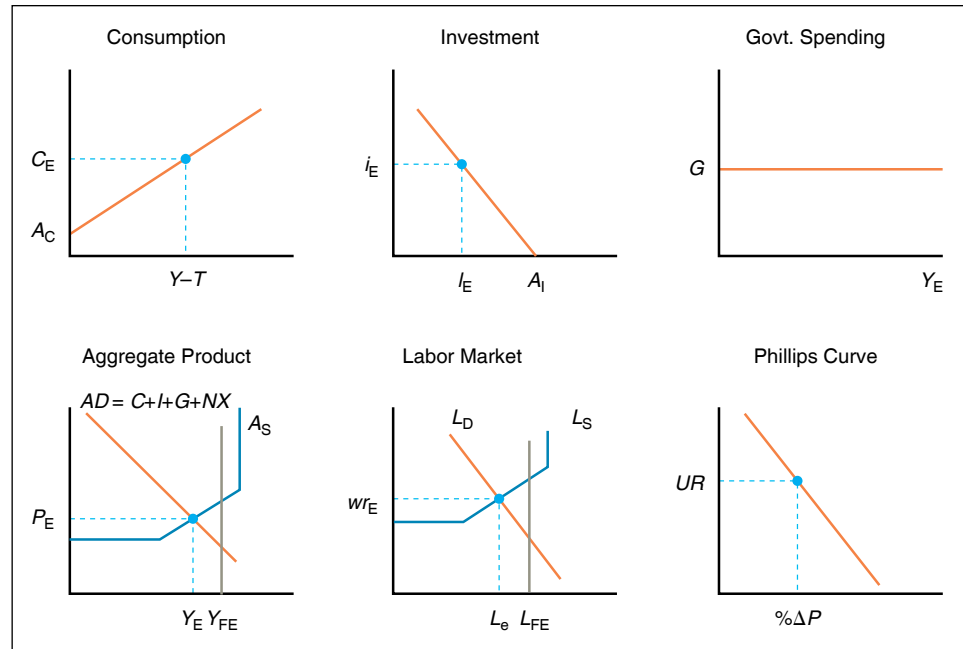 Consumption
C_E
A_C
Y–T
Investment
i_E
I_E A_I
Govt. Spending
G
Y_E
Aggregate Product
AD = C+I+G+NX
A_S
P_E
Y_E Y_FE
Labor Market
L_D L_S
wr_E
L_e L_FE
Phillips Curve
UR
%ΔP